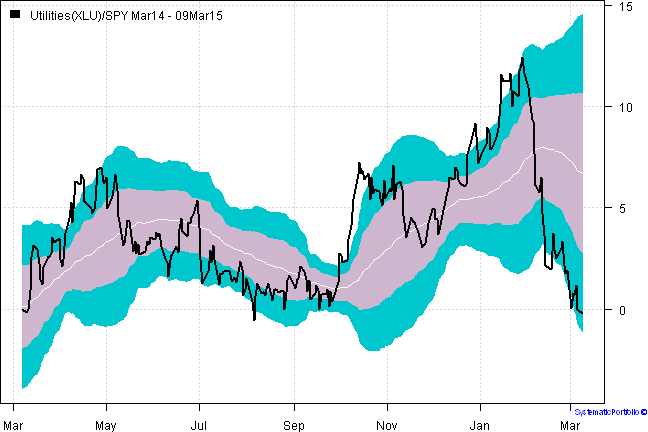 Utilities(XLU)/SPY Mar14 - 09Mar15
15
10
5
0
Mar May Jul Sep Nov Jan Mar
SystematicPortfolio ©